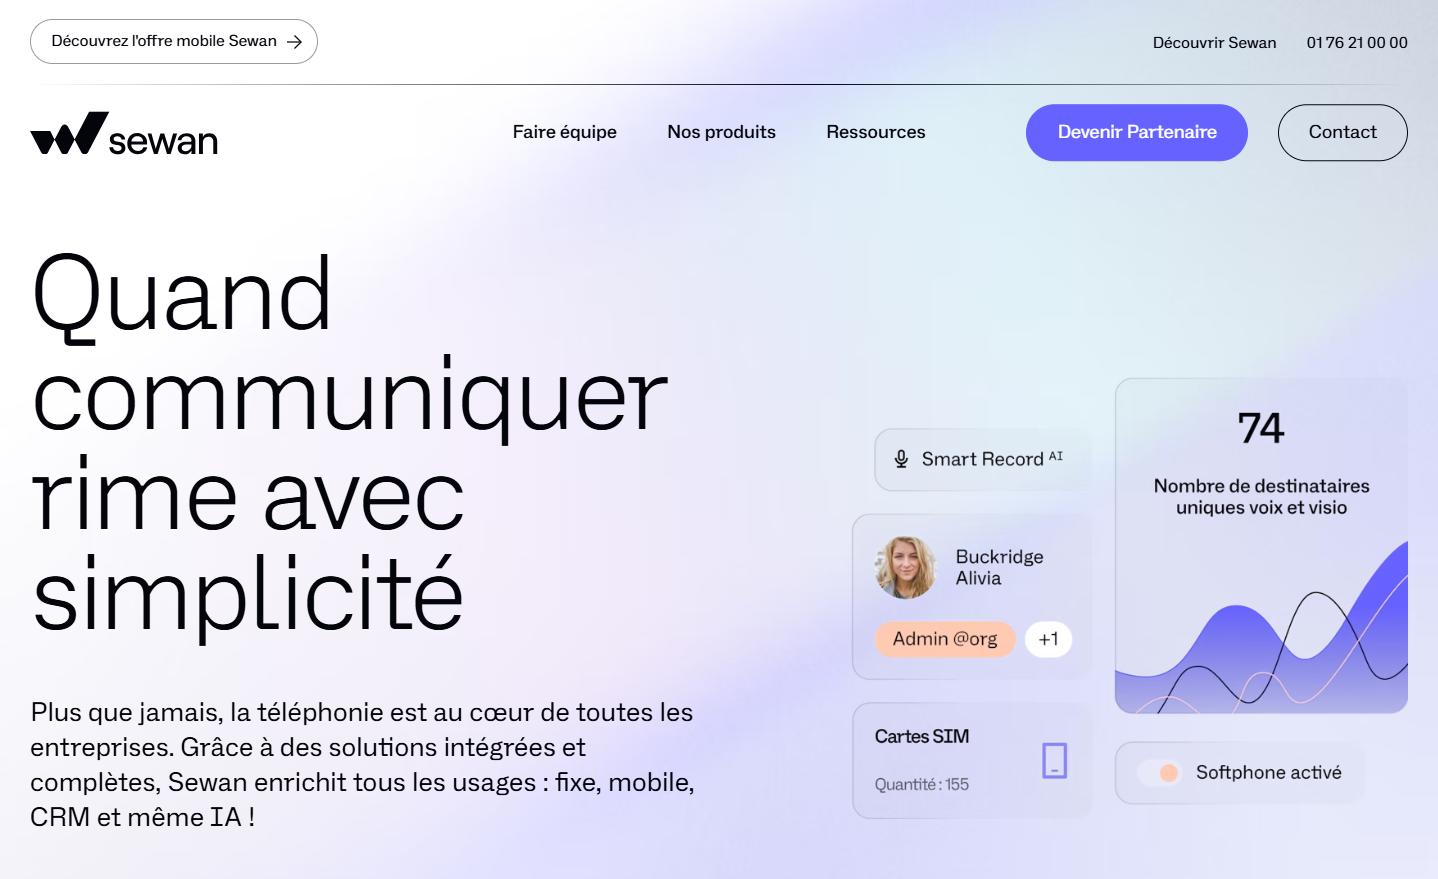 Découvrez l'offre mobile Sewan
Découvrir Sewan
01 76 21 00 00
sewan
Faire équipe
Nos produits
Ressources
Devenir Partenaire
Contact
Quand
communiquer
rime avec
simplicité
Plus que jamais, la téléphonie est au cœur de toutes les
entreprises. Grâce à des solutions intégrées et
complètes, Sewan enrichit tous les usages : fixe, mobile,
CRM et même IA !
Smart Record AI
Buckridge
Alivia
Admin @org
+1
Cartes SIM
Quantité : 155
74
Nombre de destinataires
uniques voix et visio
Softphone activé